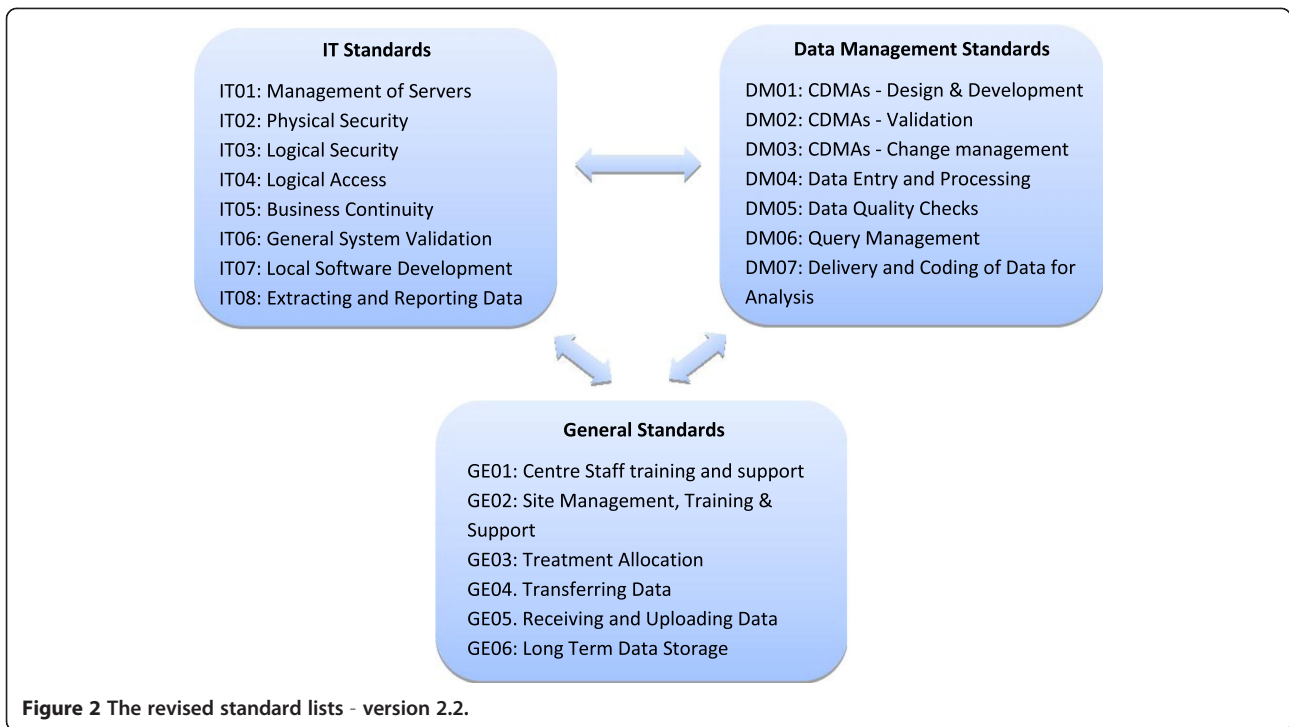 IT Standards
IT01: Management of Servers
IT02: Physical Security
IT03: Logical Security
IT04: Logical Access
IT05: Business Continuity
IT06: General System Validation
IT07: Local Software Development
IT08: Extracting and Reporting Data
Data Management Standards
DM01: CDMAs - Design & Development
DM02: CDMAs - Validation
DM03: CDMAs - Change management
DM04: Data Entry and Processing
DM05: Data Quality Checks
DM06: Query Management
DM07: Delivery and Coding of Data for
Analysis
General Standards
GE01: Centre Staff training and support
GE02: Site Management, Training &
Support
GE03: Treatment Allocation
GE04. Transferring Data
GE05. Receiving and Uploading Data
GE06: Long Term Data Storage
Figure 2 The revised standard lists - version 2.2.